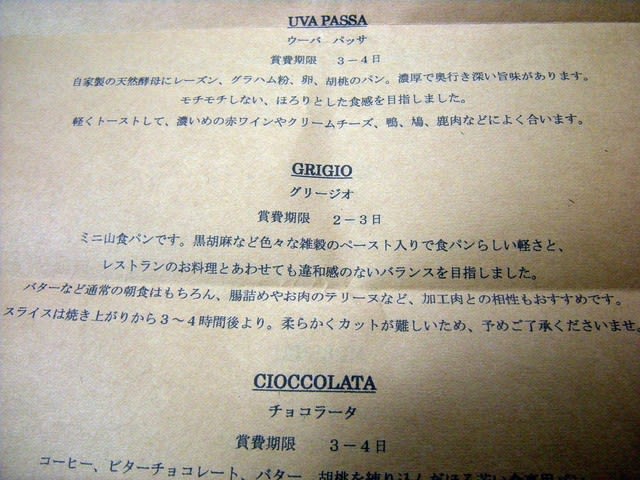 UVA PASSA
ウーバ パッサ
賞費期限 3－4日
自家製の天然酵母にレーズン、グラハム粉、卵、胡桃のパン。濃厚で奥行き深い旨味があります。
モチモチしない、ほろりとした食感を目指しました。
軽くトーストして、濃いめの赤ワインやクリームチーズ、鴨、鳩、鹿肉などによく合います。
GRIGIO
グリージオ
賞費期限 2－3日
ミニ山食パンです。黒胡麻など色々な雑穀のペースト入りで食パンらしい軽さと、
レストランのお料理とあわせても違和感のないバランスを目指しました。
バターなど通常の朝食はもちろん、腸詰めやお肉のテリーヌなど、加工肉との相性もおすすめです。
スライスは焼き上がりから3～4時間後より。柔らかくカットが難しいため、予めご了承くださいませ。
CIOCCOLATA
チョコラータ
賞費期限 3－4日
コーヒー、ビターチョコレート、バター、胡桃を練り込んだほろ苦い